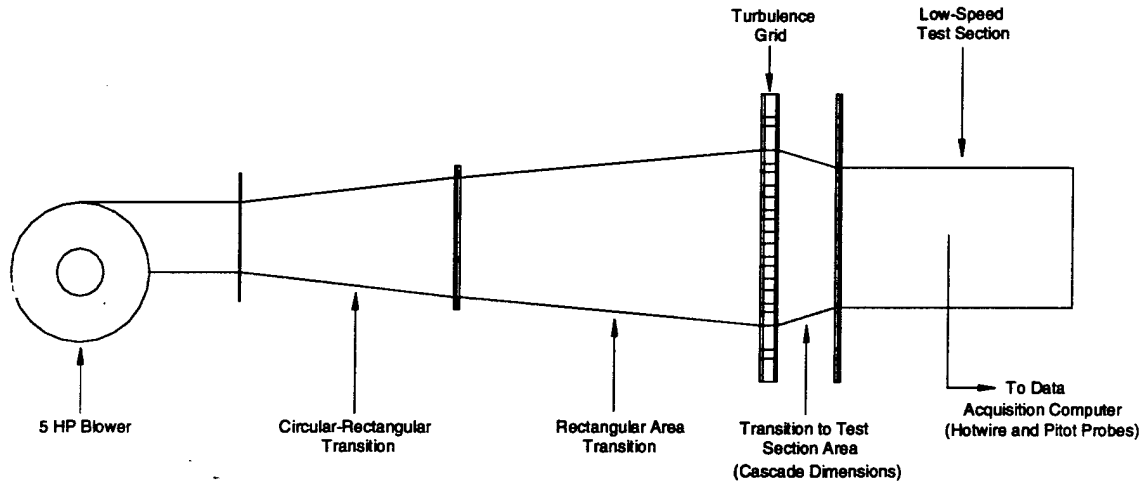 Turbulence
Grid
Low-Speed
Test Section
5 HP Blower
Circular-Rectangular
Transition
Rectangular Area
Transition
Transition to Test
Section Area
(Cascade Dimensions)
To Data
Acquisition Computer
(Hotwire and Pitot Probes)